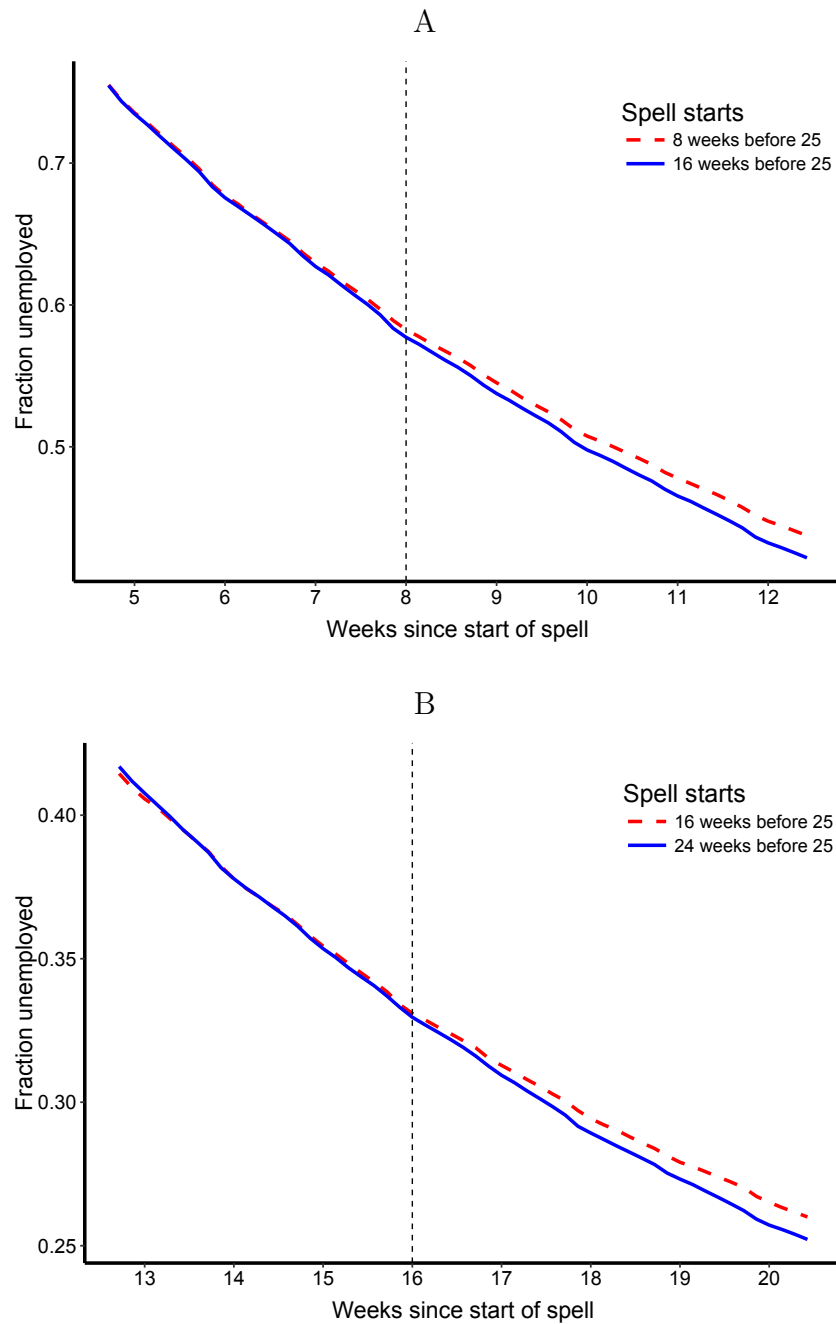 A
Spell starts
8 weeks before 25
16 weeks before 25
0.7
0.6
0.5
Fraction unemployed
5 6 7 8 9 10 11 12
Weeks since start of spell
B
Spell starts
16 weeks before 25
24 weeks before 25
0.40
0.35
0.30
0.25
Fraction unemployed
13 14 15 16 17 18 19 20
Weeks since start of spell